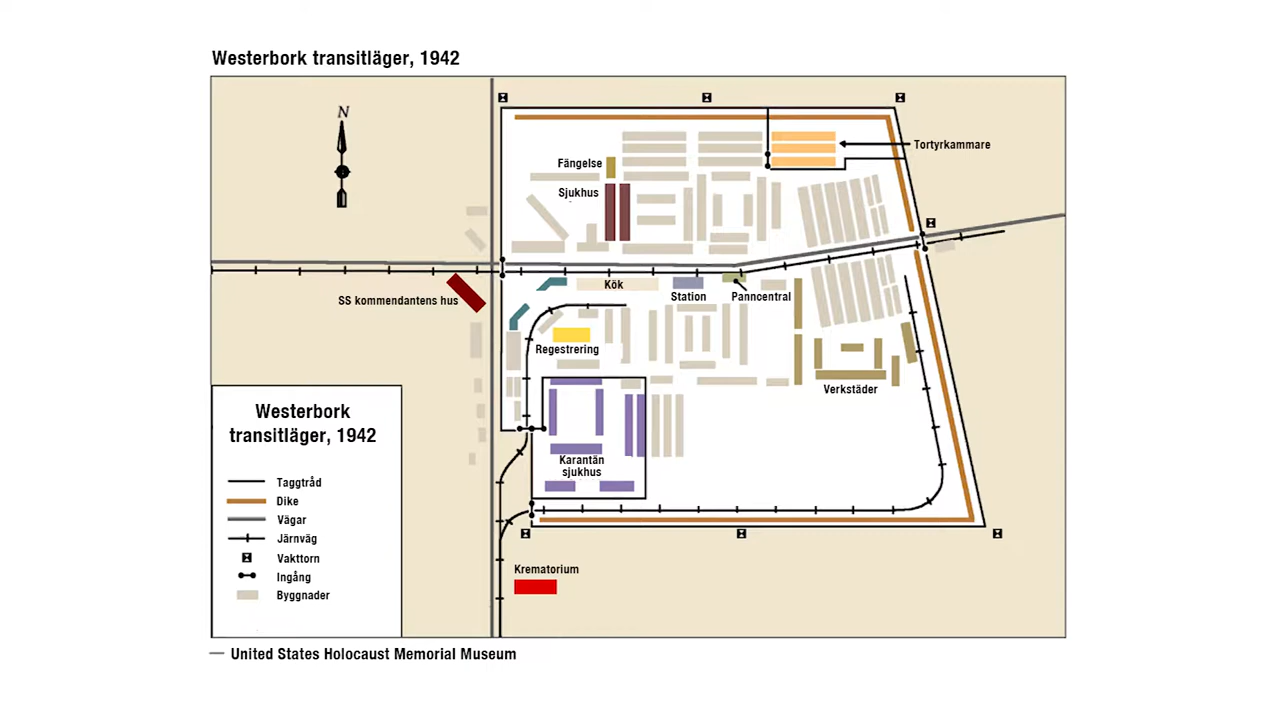 Westerbork transitläger, 1942
N
Tortyrkammare
Fängelse
Sjukhus
Kök
Station
Panncentral
SS kommendantens hus
Regestrering
Verkstäder
Karantän
sjukhus
Krematorium
Westerbork
transitläger, 1942
Taggtråd
Dike
Vägar
Järnväg
Vakttorn
Ingång
Byggnader
United States Holocaust Memorial Museum